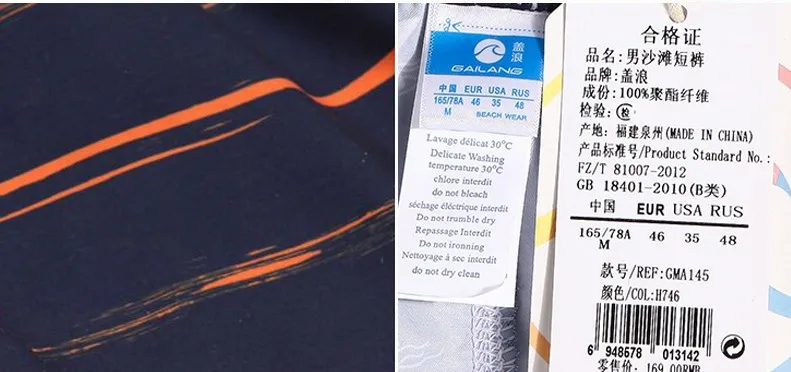 盖
浪
GAILANG
中国 EUR USA RUS
165/78A 46 35 48
M BEACH WEAR
Lavage délicat 30°C
Delicate Washing
temperature 30°C
chlore interdit
do not bleach
séchage électrique interdit
Do not trumble dry
Repassage Interdit
Do not ironning
Nettoyage à sec interdit
do not dry clean
合格证
品名:男沙滩短裤
品牌:盖浪
成份:100%聚酯纤维
检验:检
产地: 福建泉州(MADE IN CHINA)
产品标准号/Product Standard No.:
FZ/T 81007-2012
GB 18401-2010(B类)
中国 EUR USA RUS
165/78A 46 35 48
M
款号/REF:GMA145
颜色/COL:H746
6 948678 013142
零售价: 169.00RMB